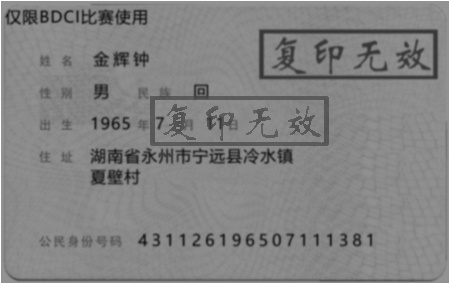 仅限BDCI比赛使用
复印无效
姓名 金辉钟
性别 男 民族 回
复印无效
出生 1965 年 7 月 日
住址 湖南省永州市宁远县冷水镇
夏壁村
公民身份号码 431126196507111381